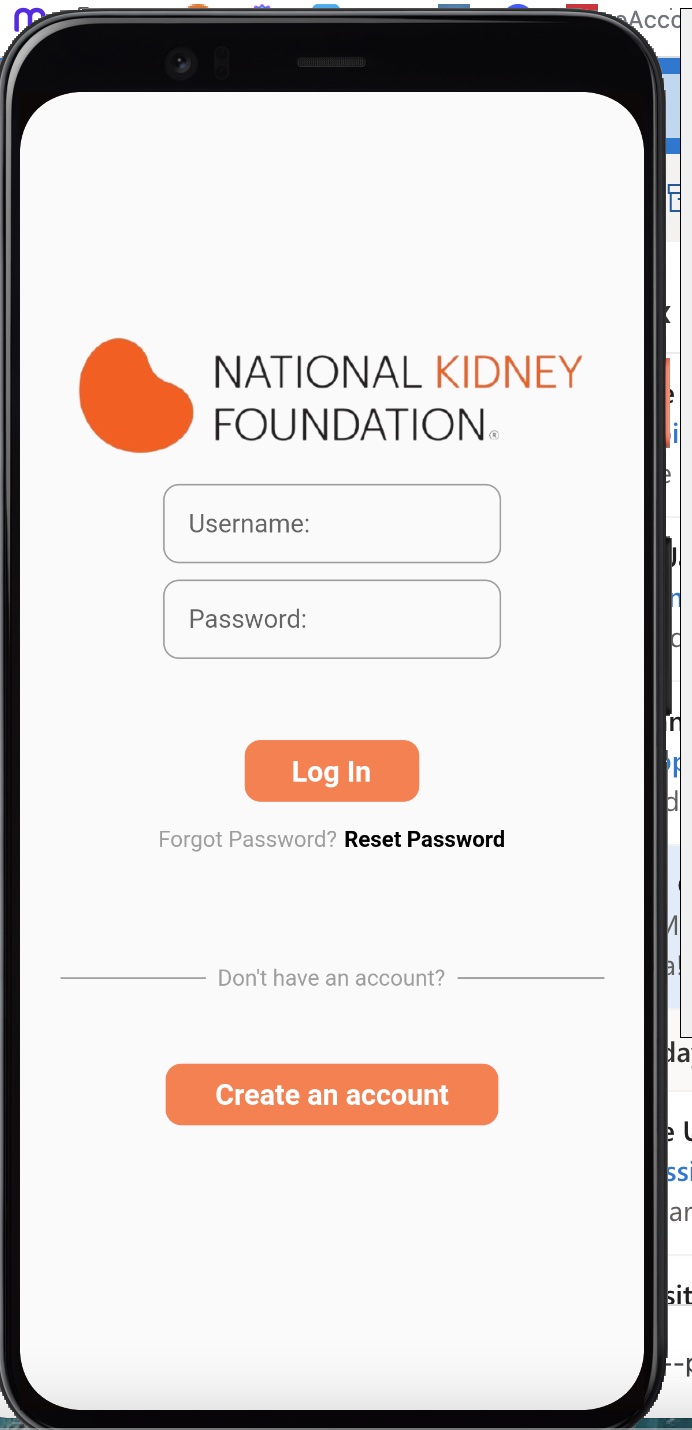 NATIONAL KIDNEY
FOUNDATION®
Username:
Password:
Log In
Forgot Password? Reset Password
Don't have an account?
Create an account